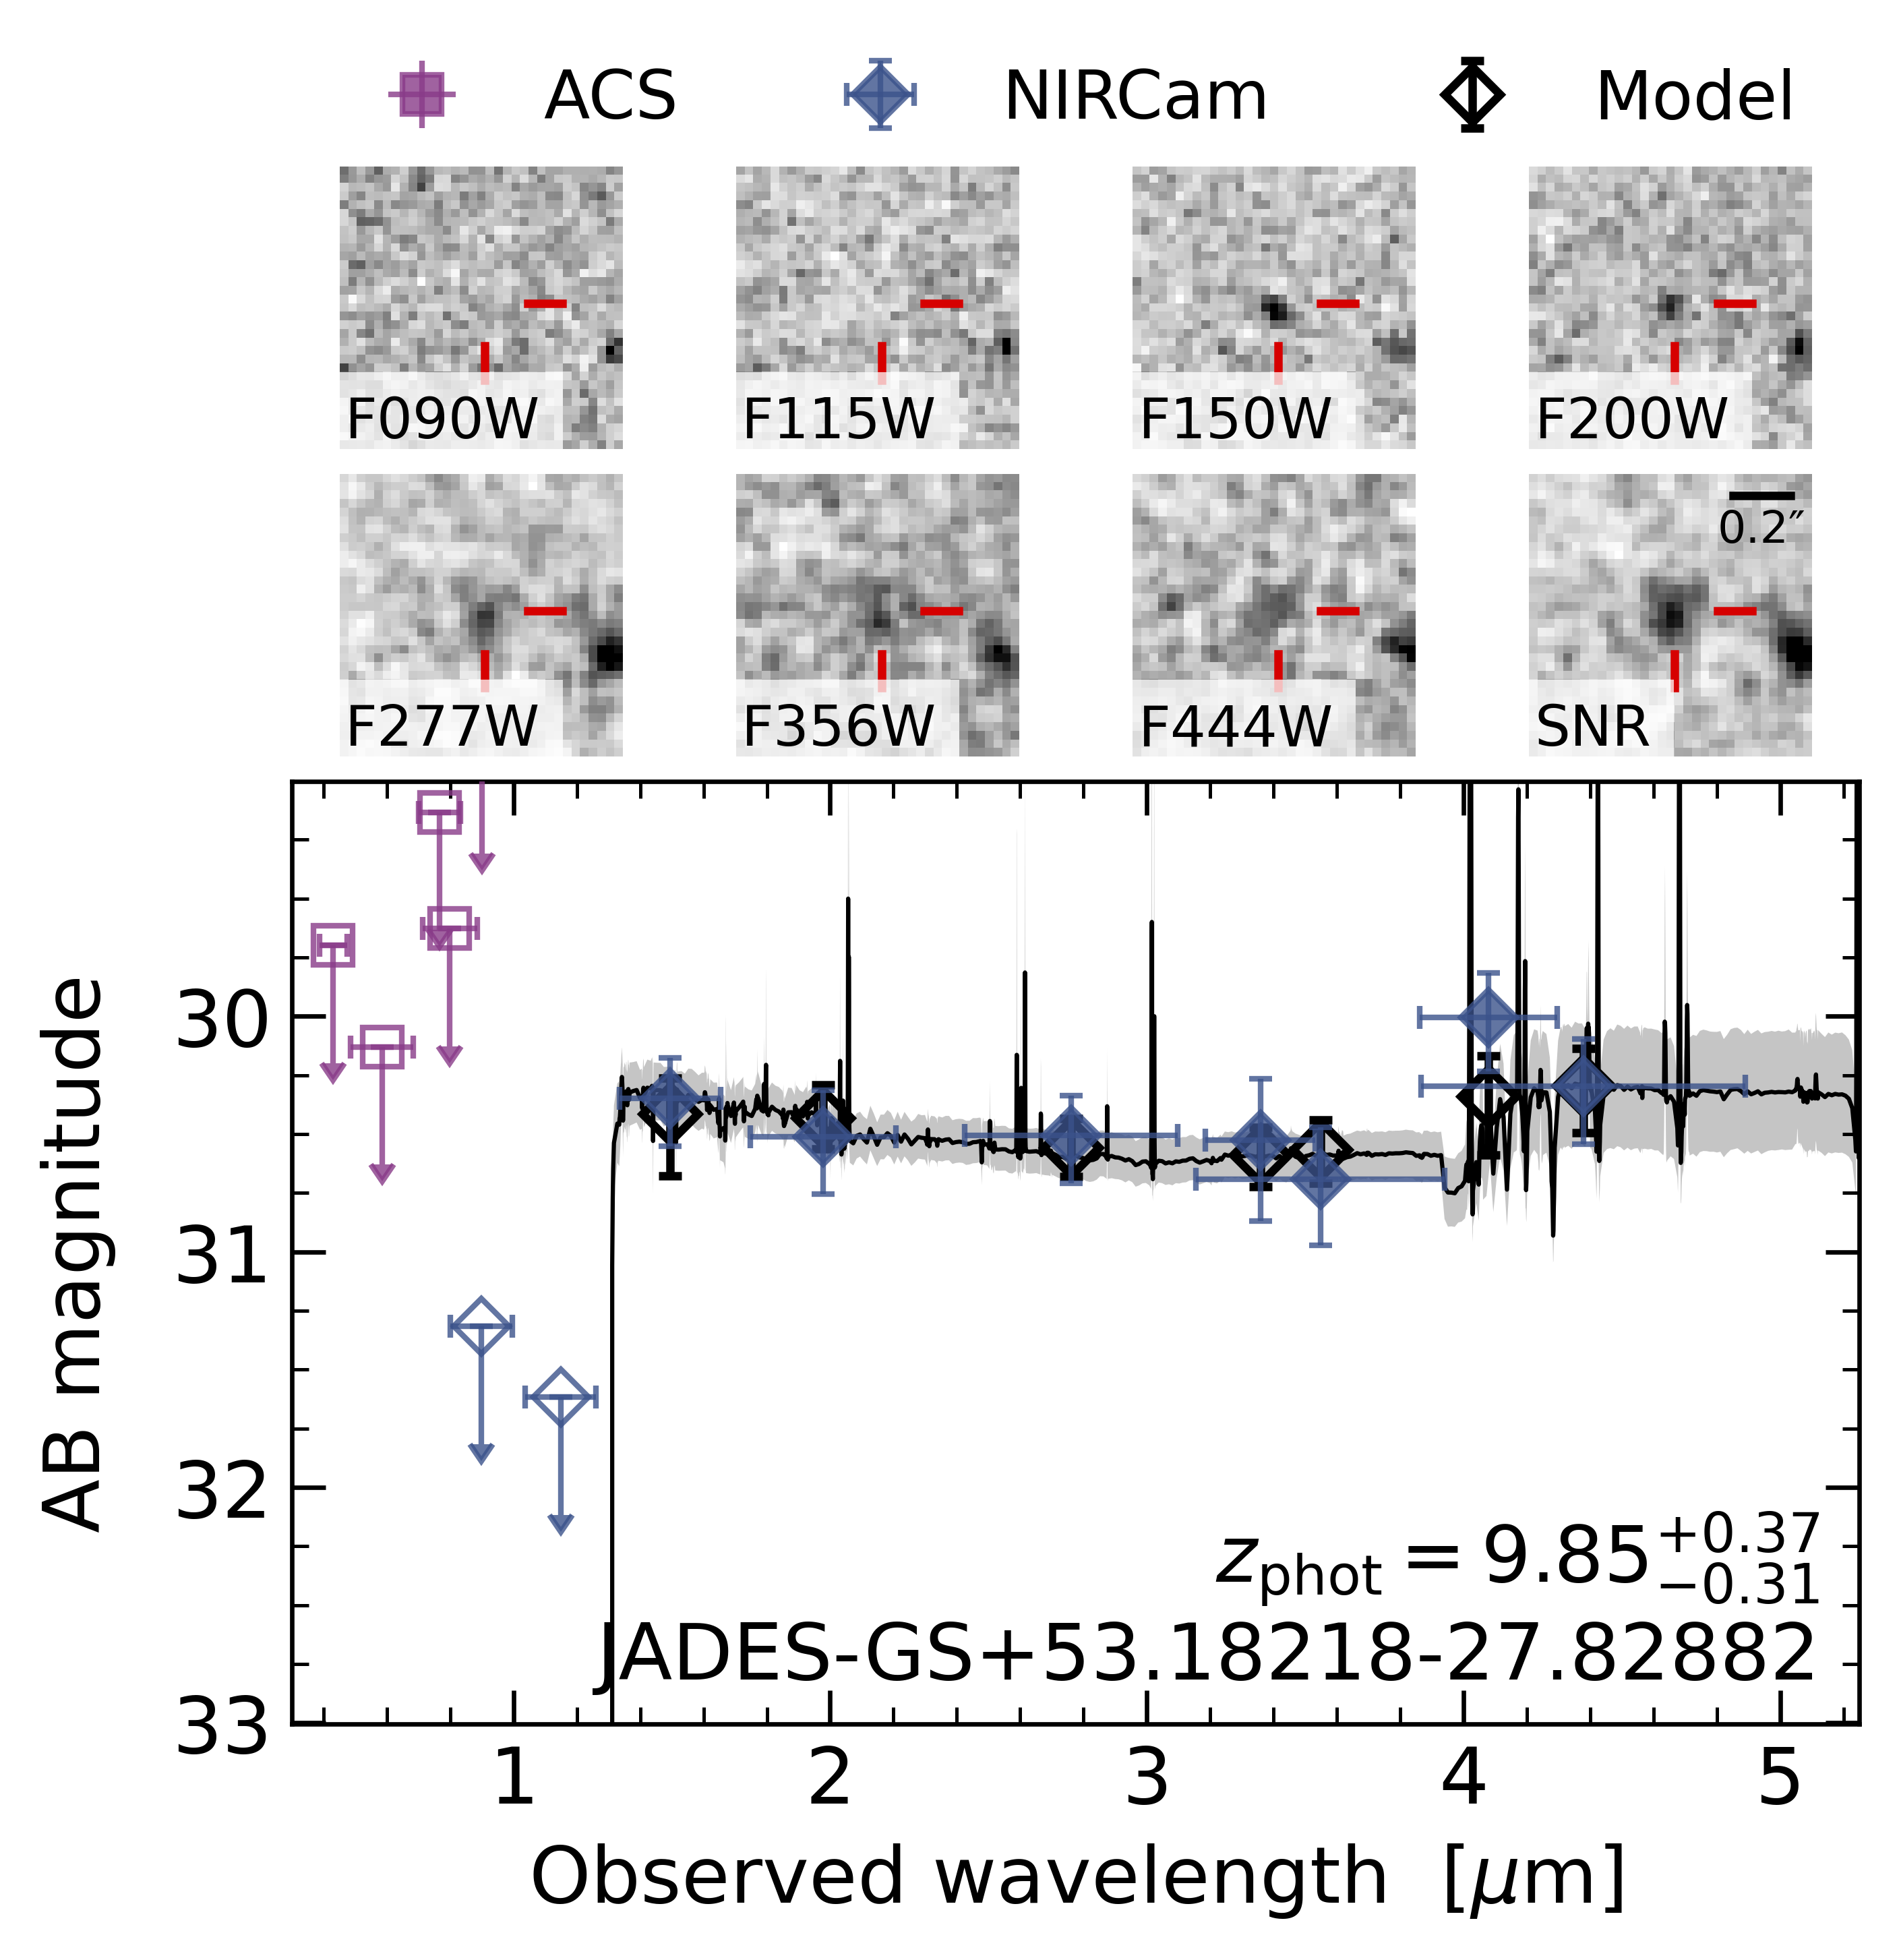 ACS NIRCam Model
F090W F115W F150W F200W
0.2″
F277W F356W F444W SNR
30
31
32
33
AB magnitude
z_phot = 9.85 +0.37 −0.31
JADES-GS+53.18218-27.82882
1 2 3 4 5
Observed wavelength [μm]